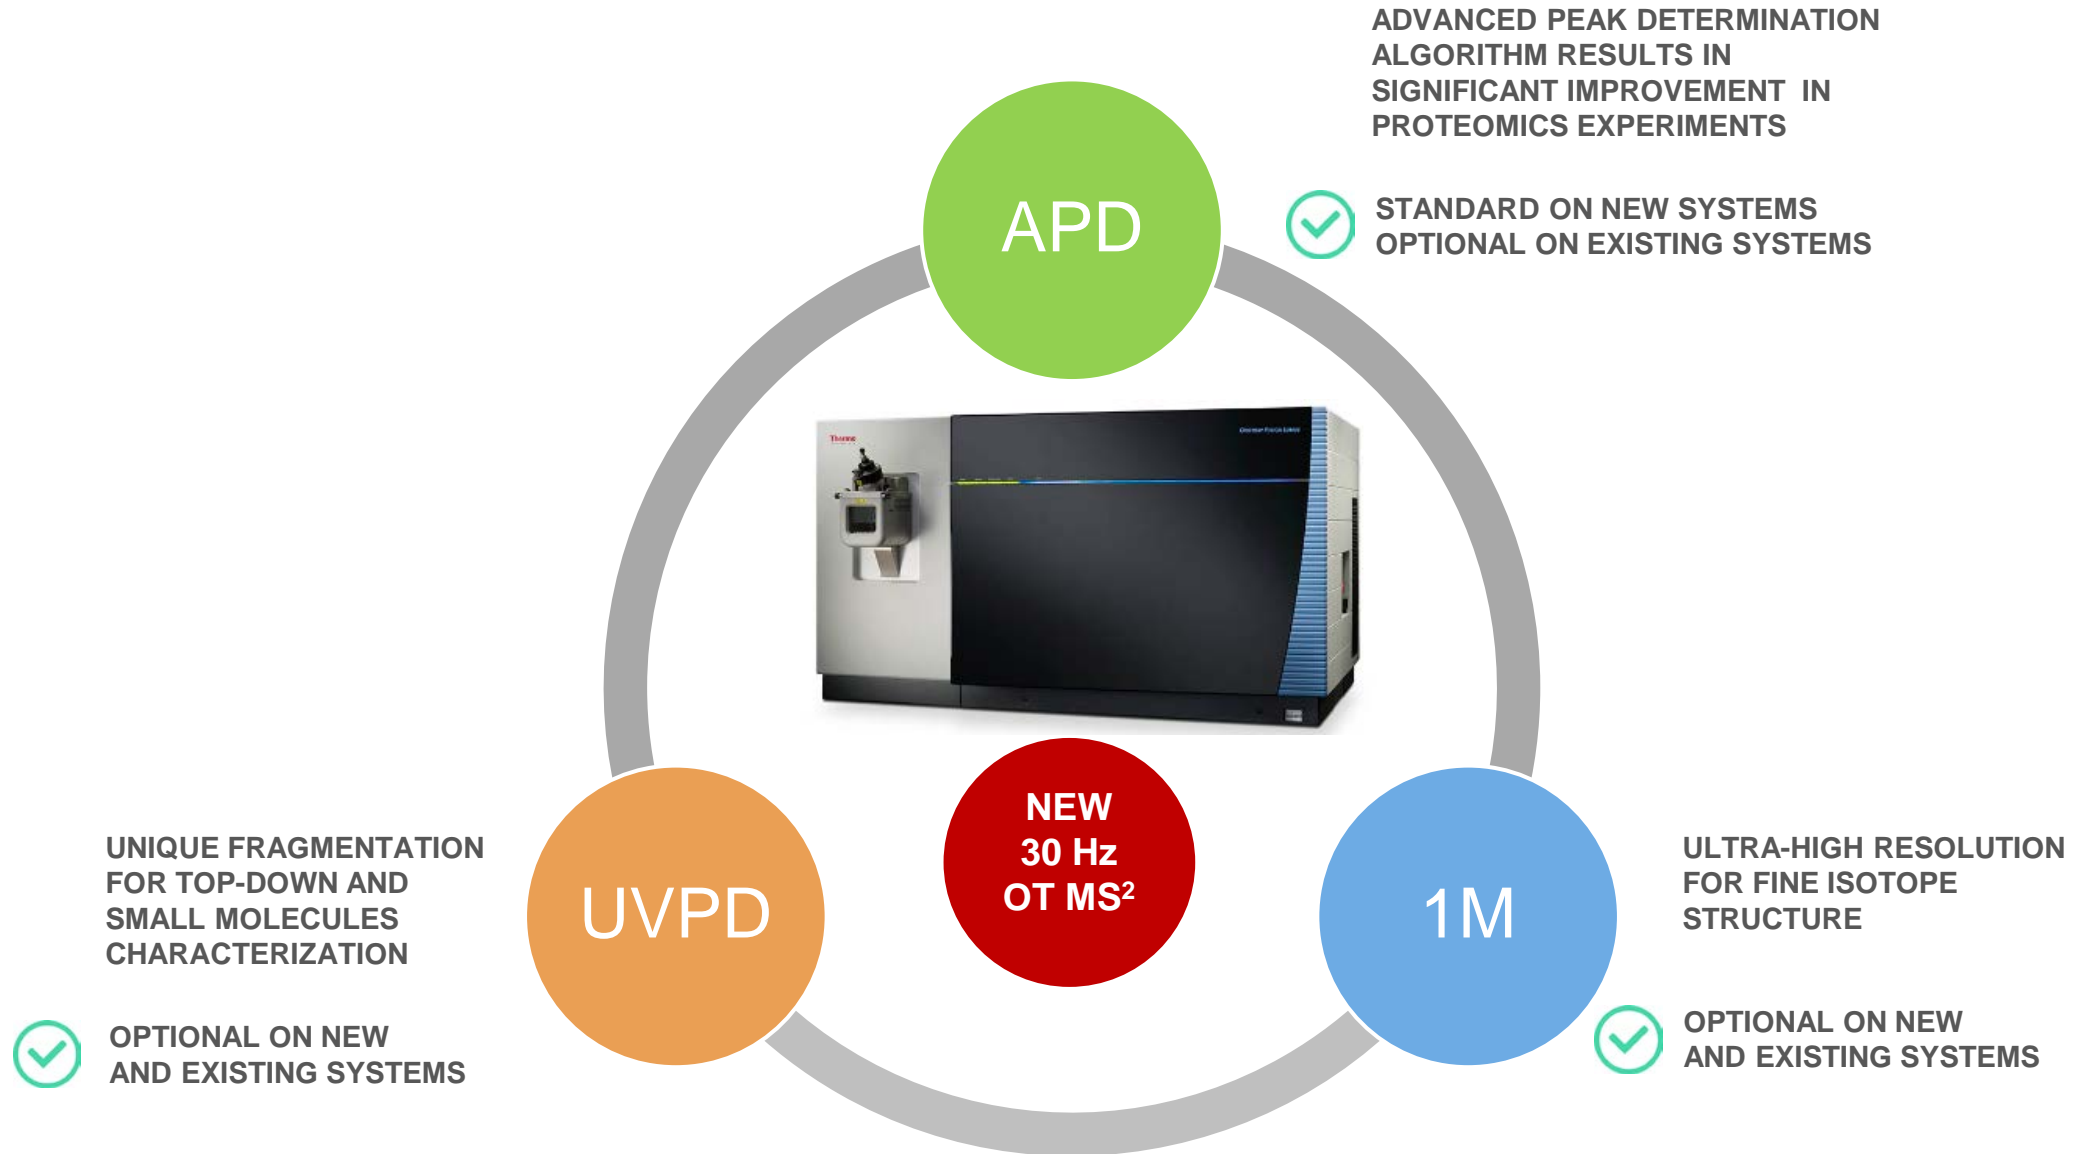 ADVANCED PEAK DETERMINATION
ALGORITHM RESULTS IN
SIGNIFICANT IMPROVEMENT IN
PROTEOMICS EXPERIMENTS
APD
STANDARD ON NEW SYSTEMS
OPTIONAL ON EXISTING SYSTEMS
Thermo
NEW
30 Hz
OT MS²
UNIQUE FRAGMENTATION
FOR TOP-DOWN AND
SMALL MOLECULES
CHARACTERIZATION
UVPD
OPTIONAL ON NEW
AND EXISTING SYSTEMS
1M
ULTRA-HIGH RESOLUTION
FOR FINE ISOTOPE
STRUCTURE
OPTIONAL ON NEW
AND EXISTING SYSTEMS